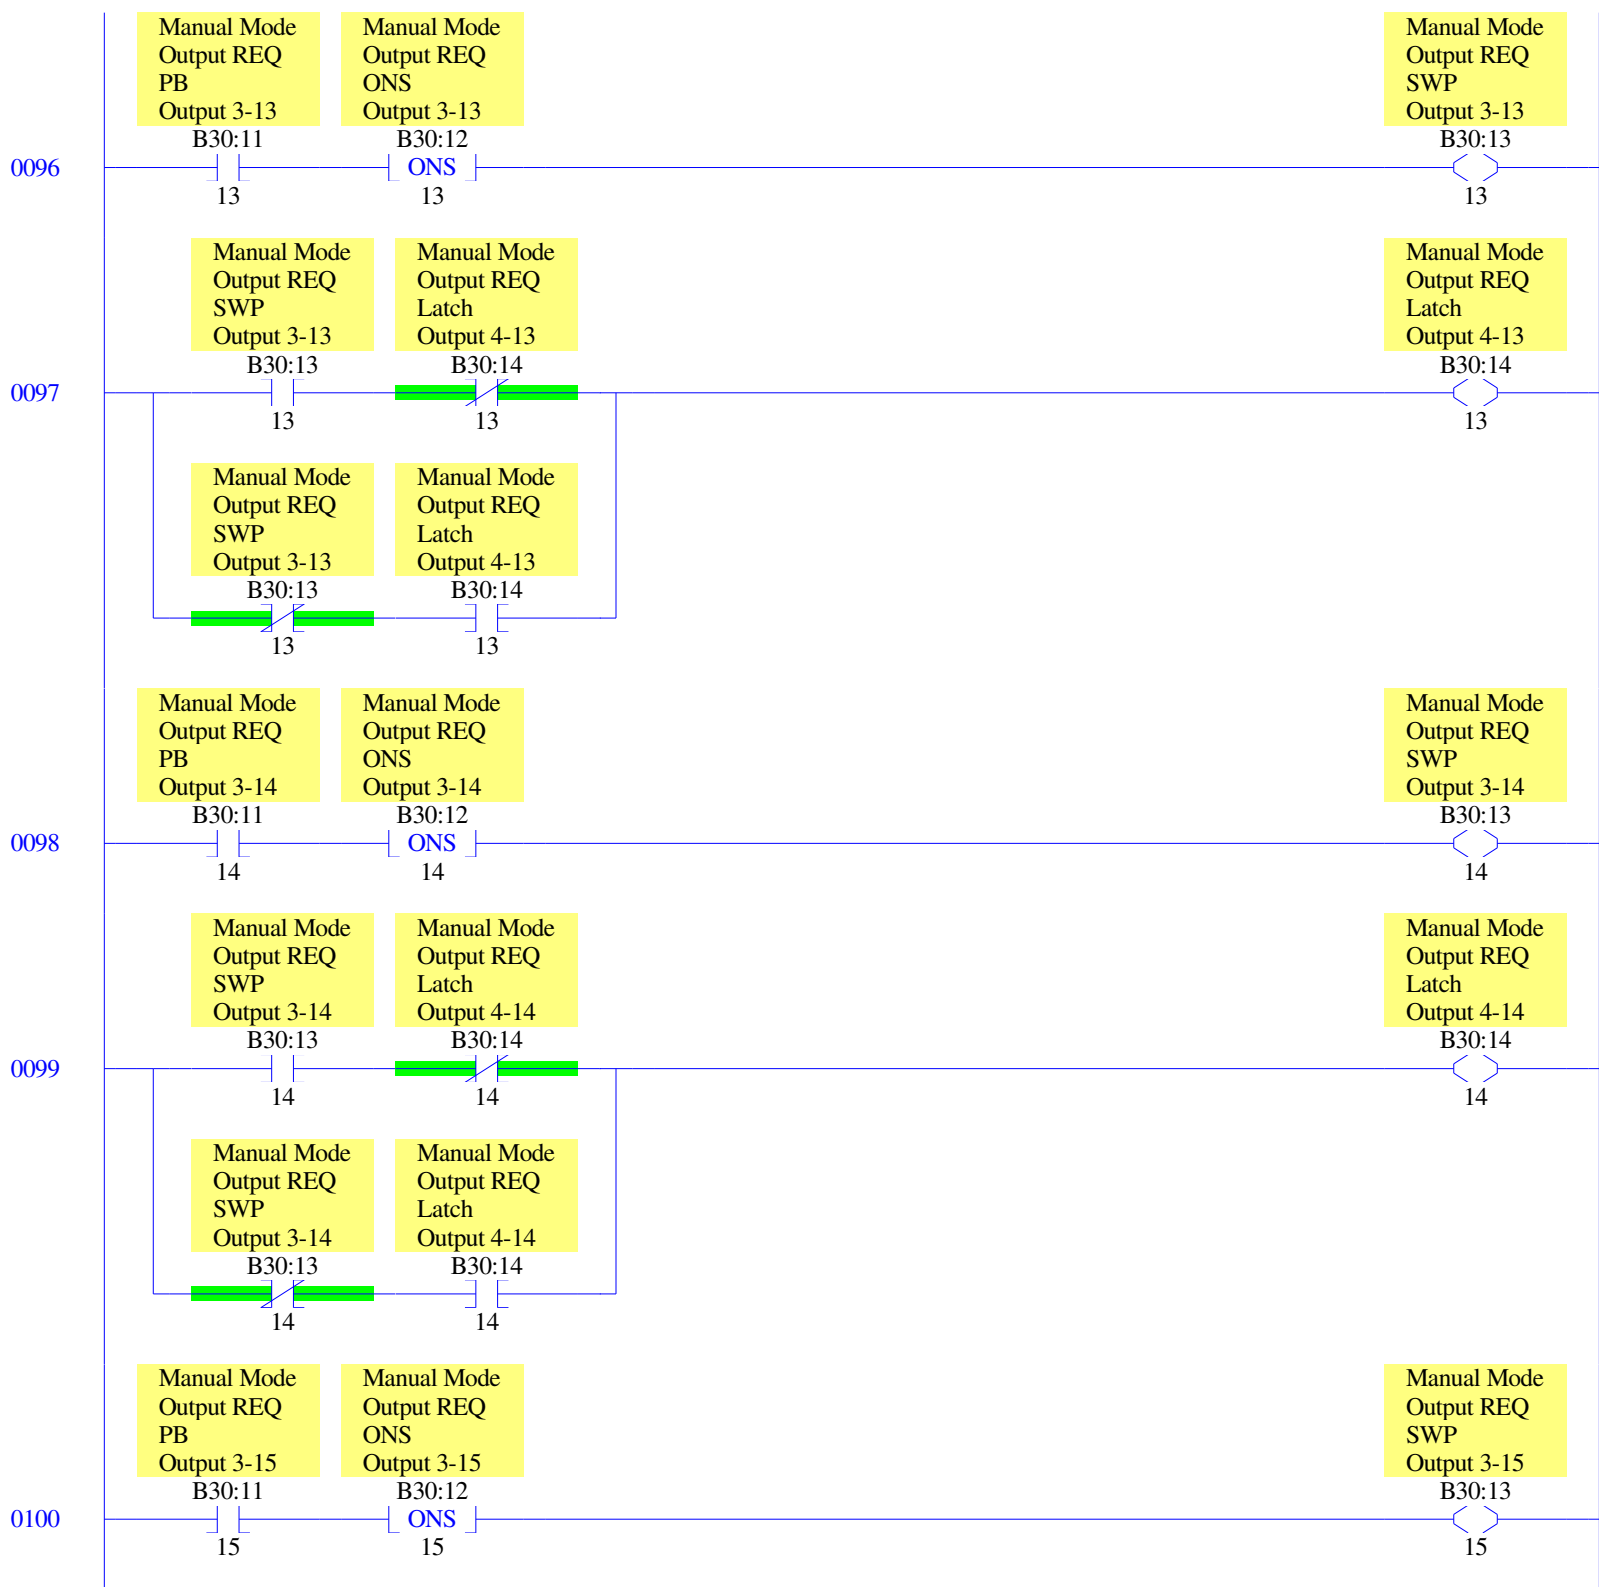 Manual Mode
Output REQ
PB
Output 3-13
B30:11
13
Manual Mode
Output REQ
ONS
Output 3-13
B30:12
ONS
13
Manual Mode
Output REQ
SWP
Output 3-13
B30:13
13
0096
Manual Mode
Output REQ
SWP
Output 3-13
B30:13
13
Manual Mode
Output REQ
Latch
Output 4-13
B30:14
13
Manual Mode
Output REQ
Latch
Output 4-13
B30:14
13
0097
Manual Mode
Output REQ
SWP
Output 3-13
B30:13
13
Manual Mode
Output REQ
Latch
Output 4-13
B30:14
13
Manual Mode
Output REQ
PB
Output 3-14
B30:11
14
Manual Mode
Output REQ
ONS
Output 3-14
B30:12
ONS
14
Manual Mode
Output REQ
SWP
Output 3-14
B30:13
14
0098
Manual Mode
Output REQ
SWP
Output 3-14
B30:13
14
Manual Mode
Output REQ
Latch
Output 4-14
B30:14
14
Manual Mode
Output REQ
Latch
Output 4-14
B30:14
14
0099
Manual Mode
Output REQ
SWP
Output 3-14
B30:13
14
Manual Mode
Output REQ
Latch
Output 4-14
B30:14
14
Manual Mode
Output REQ
PB
Output 3-15
B30:11
15
Manual Mode
Output REQ
ONS
Output 3-15
B30:12
ONS
15
Manual Mode
Output REQ
SWP
Output 3-15
B30:13
15
0100